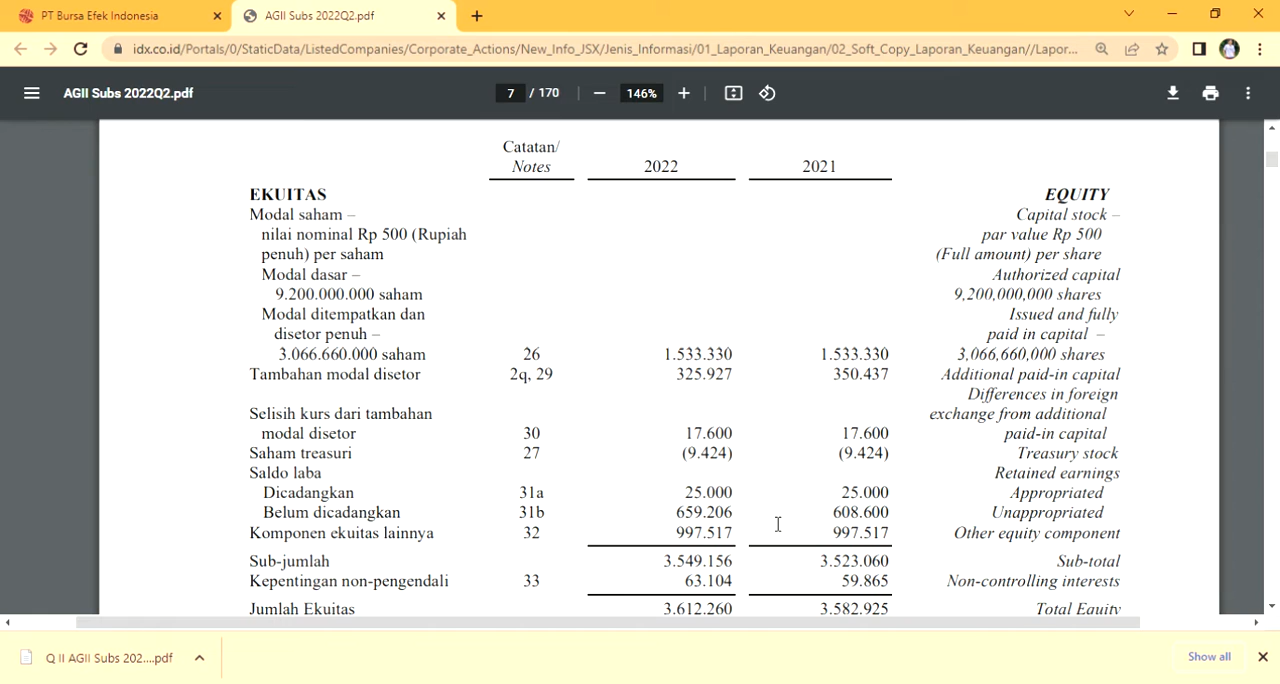 PT Bursa Efek Indonesia
AGII Subs 2022Q2.pdf
idx.co.id/Portals/0/StaticData/ListedCompanies/Corporate_Actions/New_Info_JSX/Jenis_Informasi/01_Laporan_Keuangan/02_Soft_Copy_Laporan_Keuangan//Lapor...
AGII Subs 2022Q2.pdf 7 / 170 146%
Catatan/
Notes 2022 2021
EKUITAS EQUITY
Modal saham – Capital stock –
nilai nominal Rp 500 (Rupiah par value Rp 500
penuh) per saham (Full amount) per share
Modal dasar – Authorized capital
9.200.000.000 saham 9,200,000,000 shares
Modal ditempatkan dan Issued and fully
disetor penuh – paid in capital –
3.066.660.000 saham 26 1.533.330 1.533.330 3,066,660,000 shares
Tambahan modal disetor 2q, 29 325.927 350.437 Additional paid-in capital
Differences in foreign
Selisih kurs dari tambahan exchange from additional
modal disetor 30 17.600 17.600 paid-in capital
Saham treasuri 27 (9.424) (9.424) Treasury stock
Saldo laba Retained earnings
Dicadangkan 31a 25.000 25.000 Appropriated
Belum dicadangkan 31b 659.206 608.600 Unappropriated
Komponen ekuitas lainnya 32 997.517 997.517 Other equity component
Sub-jumlah 3.549.156 3.523.060 Sub-total
Kepentingan non-pengendali 33 63.104 59.865 Non-controlling interests
Jumlah Ekuitas 3.612.260 3.582.925 Total Equity
Q II AGII Subs 202....pdf Show all